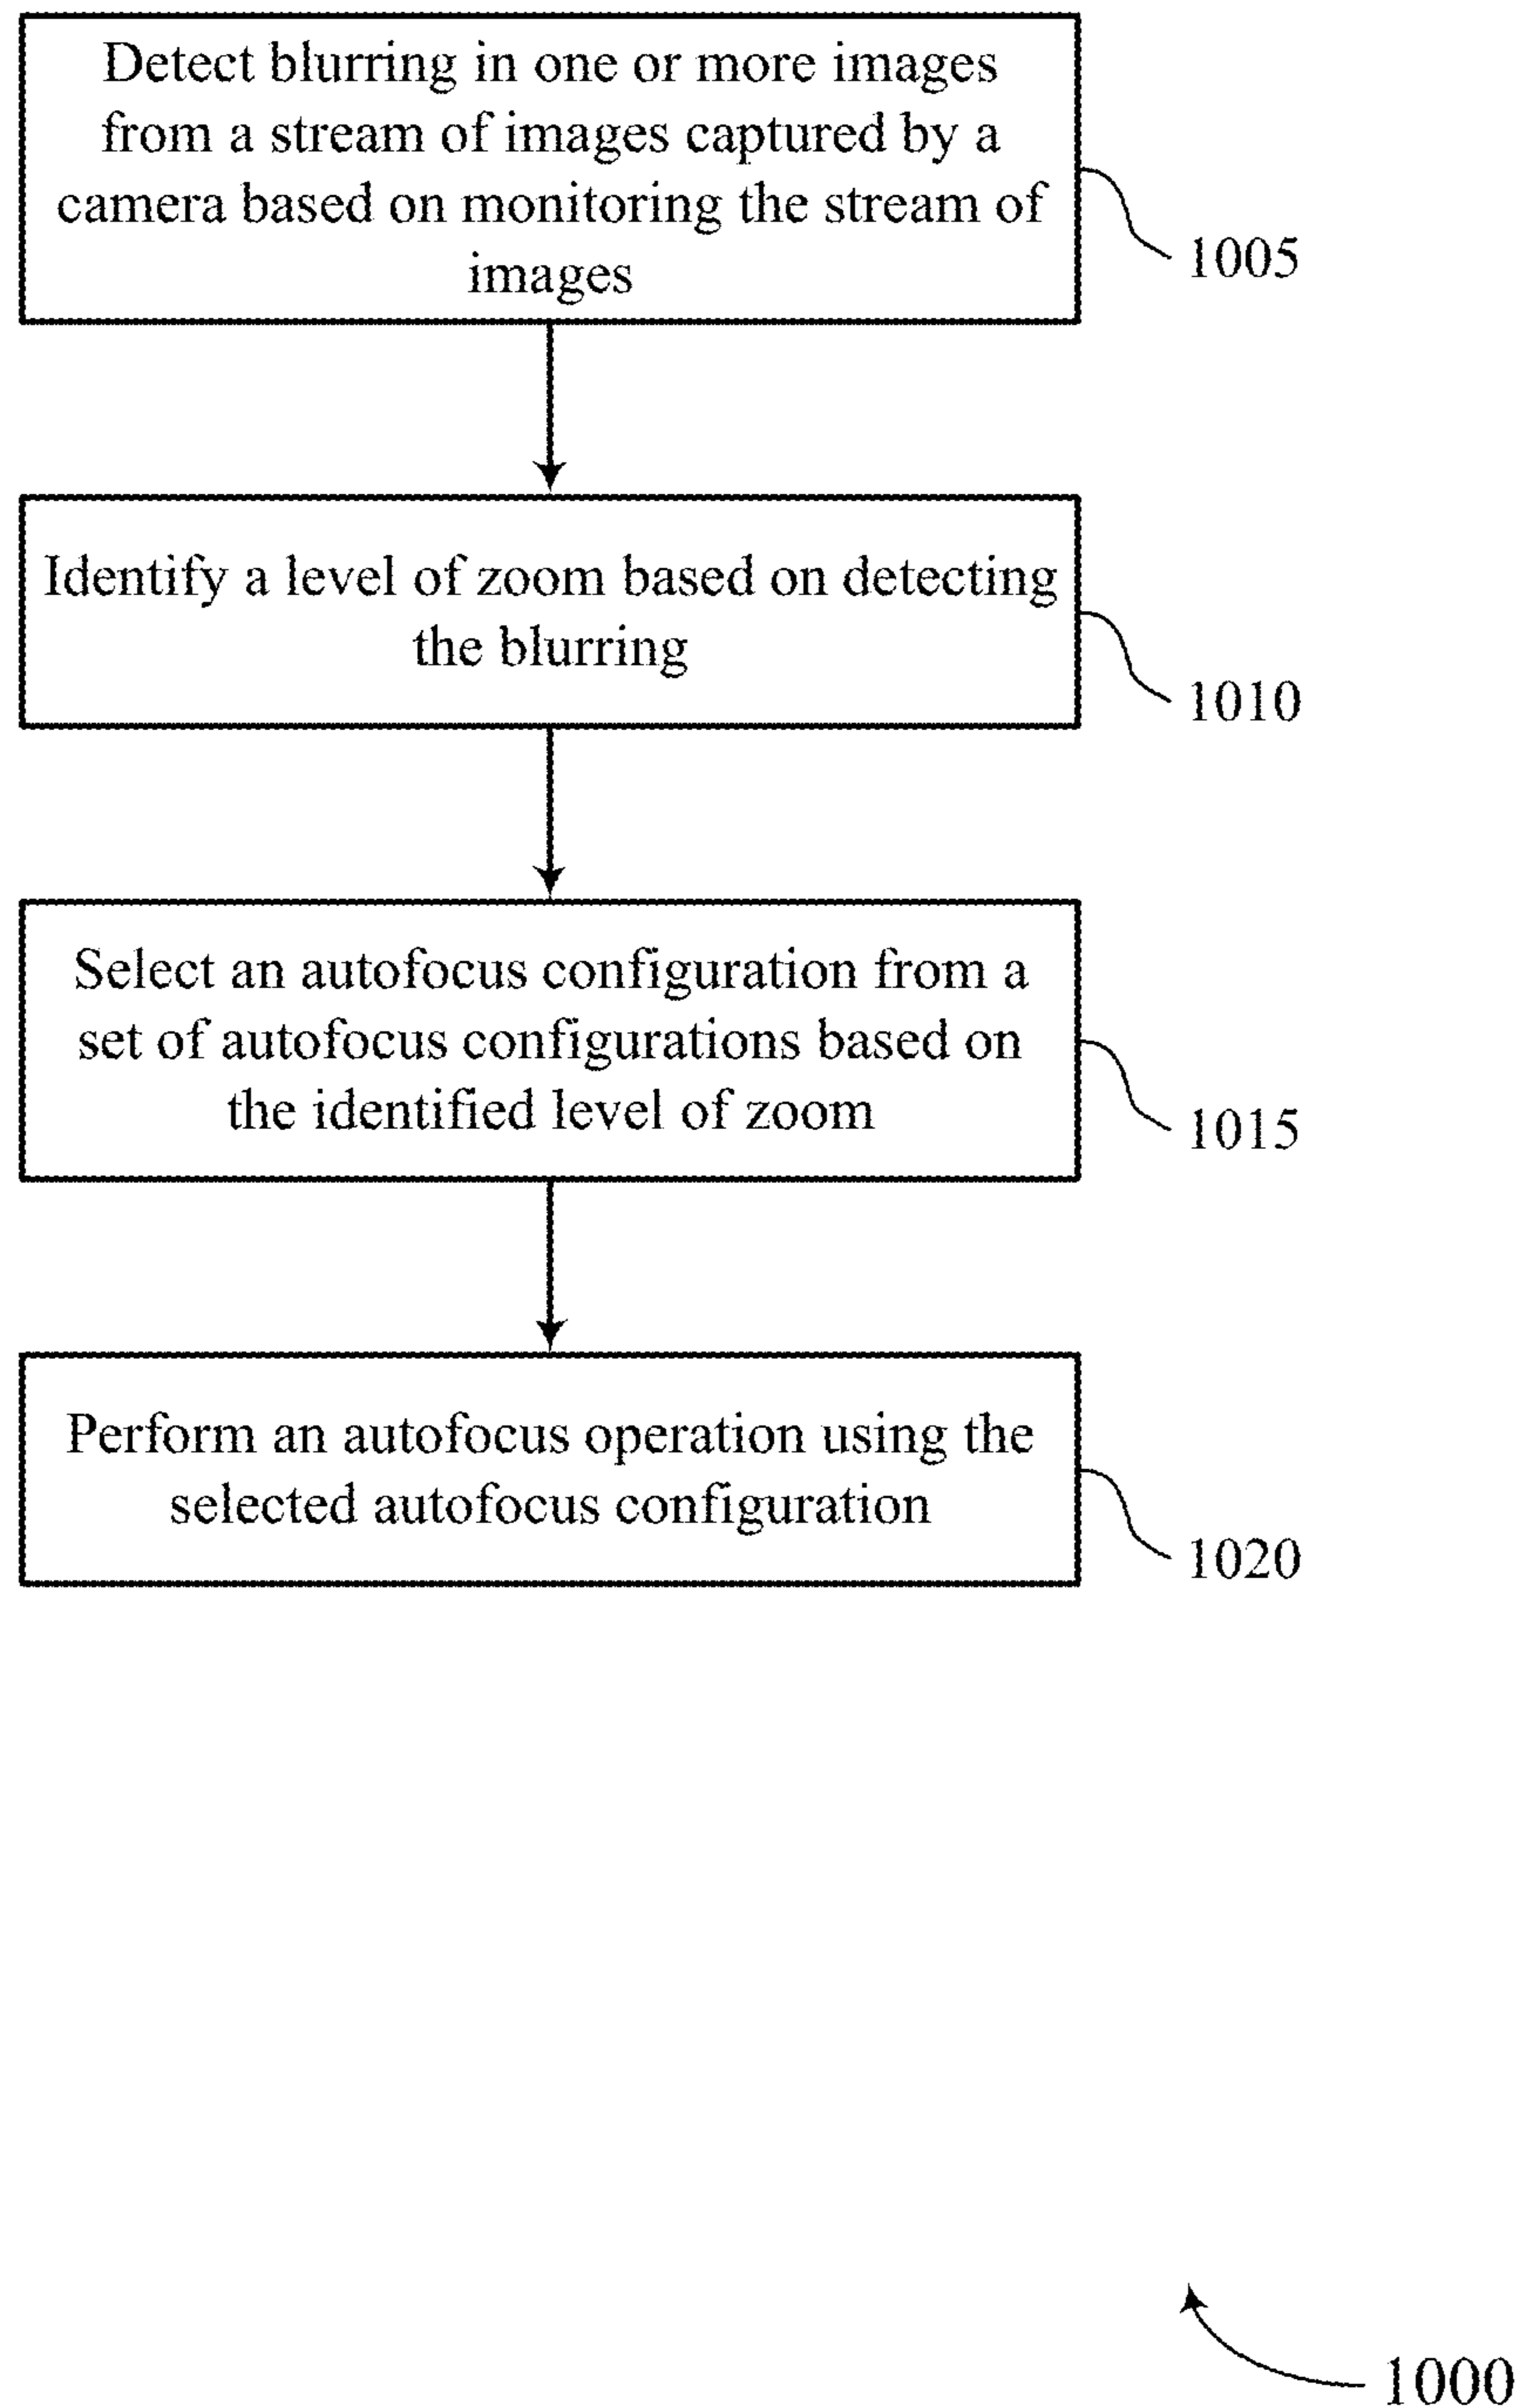 Detect blurring in one or more images
from a stream of images captured by a
camera based on monitoring the stream of
images
1005
Identify a level of zoom based on detecting
the blurring
1010
Select an autofocus configuration from a
set of autofocus configurations based on
the identified level of zoom
1015
Perform an autofocus operation using the
selected autofocus configuration
1020
1000